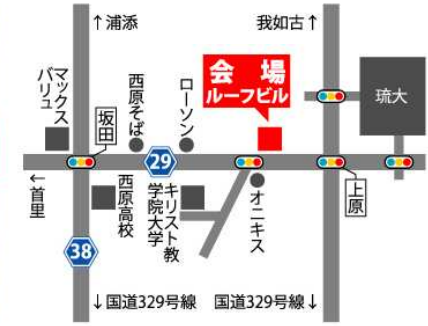 ↑浦添
我如古↑
マックス
バリュ
西原そば
ローソン
会場
ルーフビル
琉大
坂田
29
←首里
西原高校
キリスト教
学院大学
オニキス
上原
38
↓国道329号線
国道329号線↓